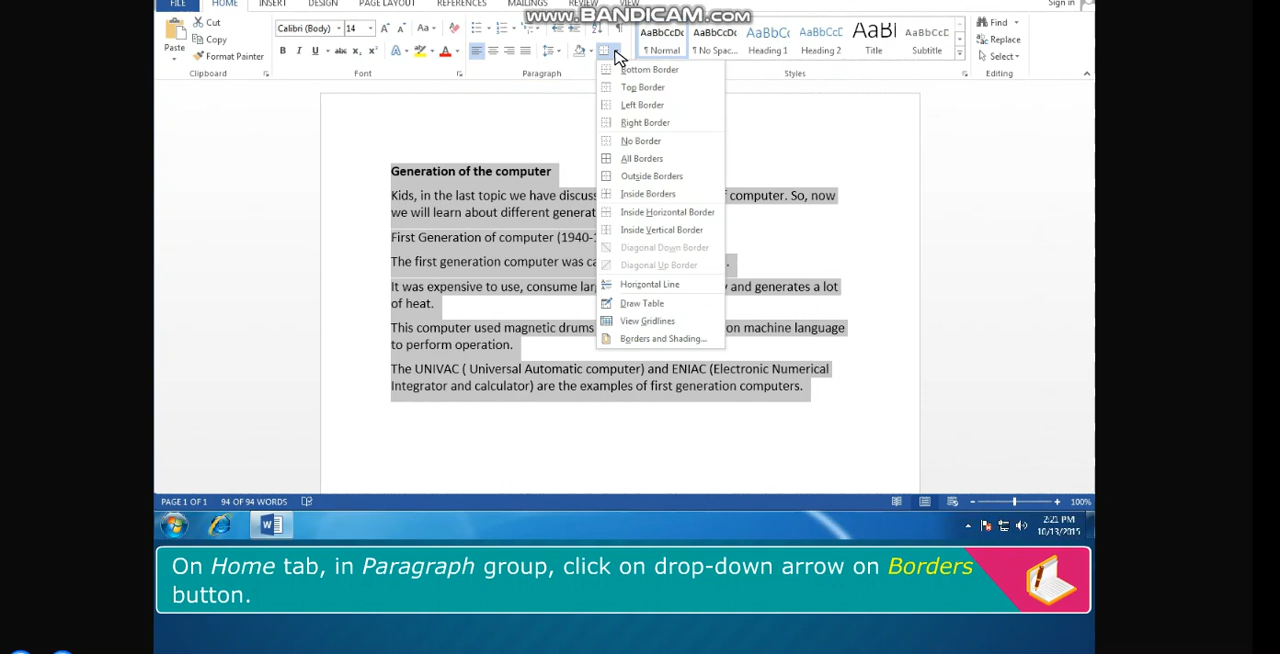 FILE HOME INSERT DESIGN PAGE LAYOUT REFERENCES MAILINGS REVIEW VIEW Sign in
www.BANDICAM.com
Cut
Copy
Format Painter
Paste
Clipboard
Calibri (Body) 14
Aa
B I U abc x₂ x²
A
Font
Paragraph
AaBbCcDc AaBbCcDc AaBbC AaBbCc AaBl AaBbCcD
¶ Normal ¶ No Spac... Heading 1 Heading 2 Title Subtitle
Styles
Find
Replace
Select
Editing
Bottom Border
Top Border
Left Border
Right Border
No Border
All Borders
Outside Borders
Inside Borders
Inside Horizontal Border
Inside Vertical Border
Diagonal Down Border
Diagonal Up Border
Horizontal Line
Draw Table
View Gridlines
Borders and Shading...
Generation of the computer
Kids, in the last topic we have discuss computer. So, now
we will learn about different generat
First Generation of computer (1940-
The first generation computer was ca
It was expensive to use, consume lar and generates a lot
of heat.
This computer used magnetic drums on machine language
to perform operation.
The UNIVAC ( Universal Automatic computer) and ENIAC (Electronic Numerical
Integrator and calculator) are the examples of first generation computers.
PAGE 1 OF 1 94 OF 94 WORDS 100%
2:21 PM
10/13/2015
On Home tab, in Paragraph group, click on drop-down arrow on Borders
button.